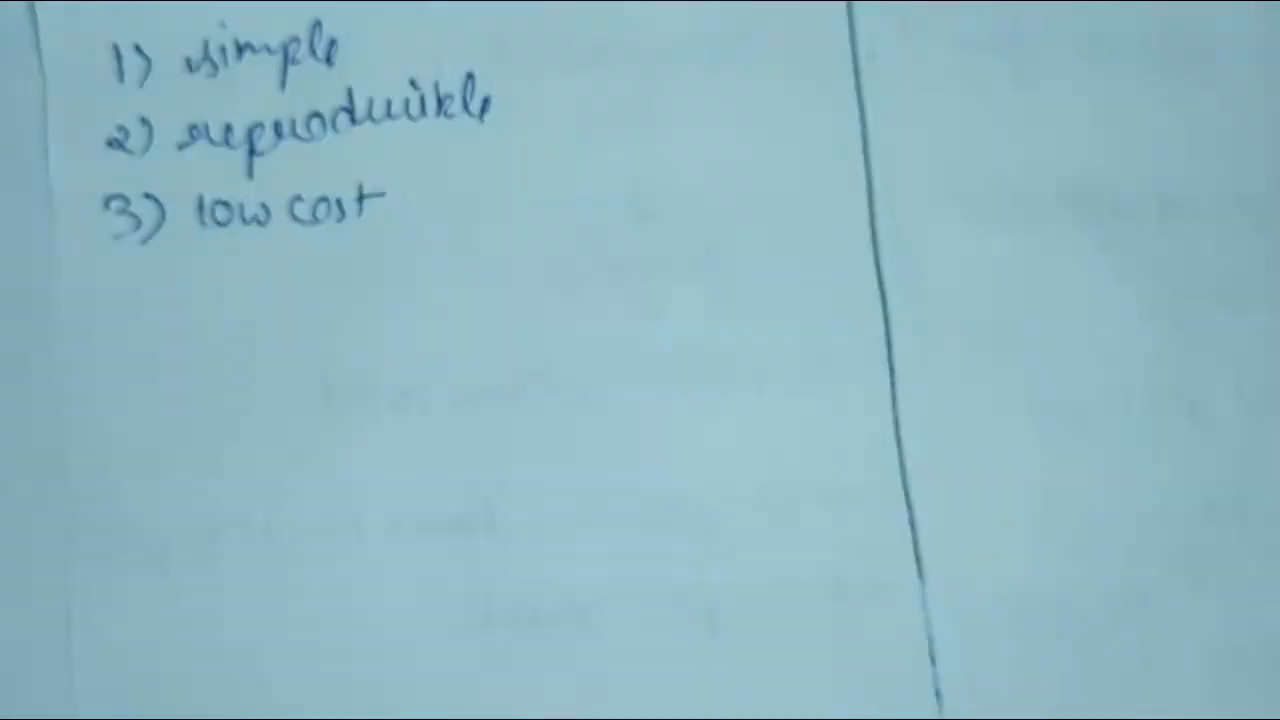 1) simple
2) reproducible
3) low cost